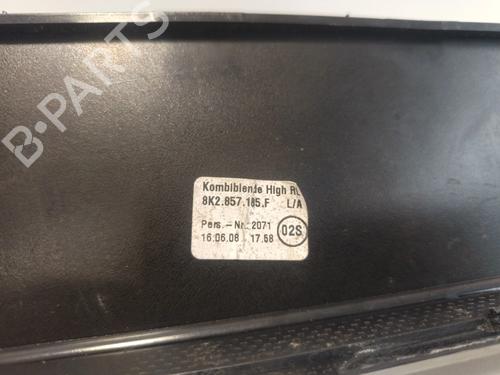 B-PARTS
Kombiblende High RL
8K2.857.185.F L/A
Pers.-Nr.:2071
16.06.08 17.58 02S